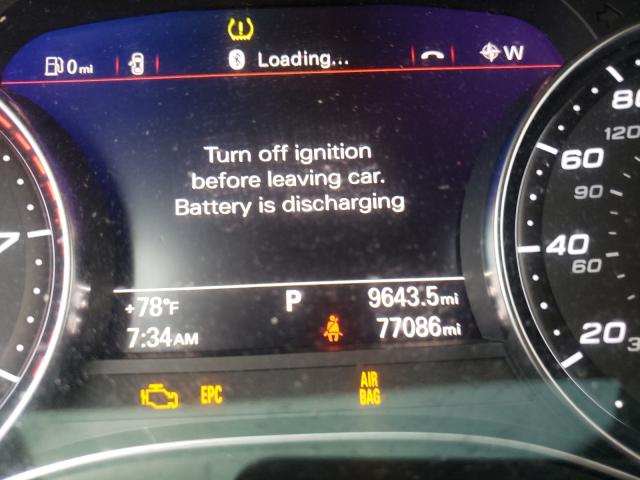 0mi
Loading...
W
Turn off ignition
before leaving car.
Battery is discharging
+78°F
P
9643.5mi
7:34AM
77086mi
EPC
AIR
BAG
7
80
120
60
90
40
60
20